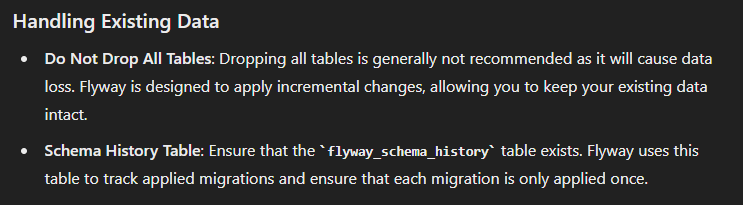 Handling Existing Data
• Do Not Drop All Tables: Dropping all tables is generally not recommended as it will cause data
loss. Flyway is designed to apply incremental changes, allowing you to keep your existing data
intact.
• Schema History Table: Ensure that the `flyway_schema_history` table exists. Flyway uses this
table to track applied migrations and ensure that each migration is only applied once.